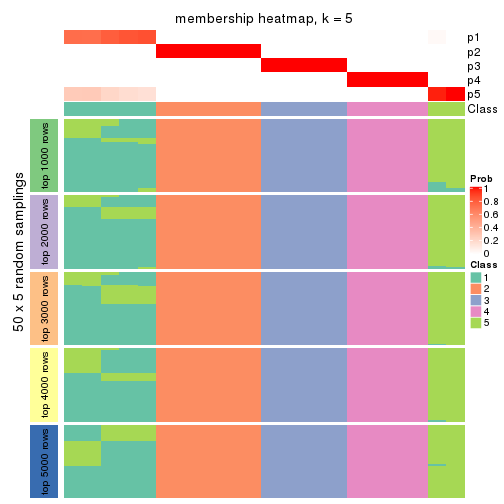 membership heatmap, k = 5
p1
p2
p3
p4
p5
Class
50 x 5 random samplings
top 1000 rows
top 2000 rows
top 3000 rows
top 4000 rows
top 5000 rows
Prob
1
0.8
0.6
0.4
0.2
0
Class
1
2
3
4
5